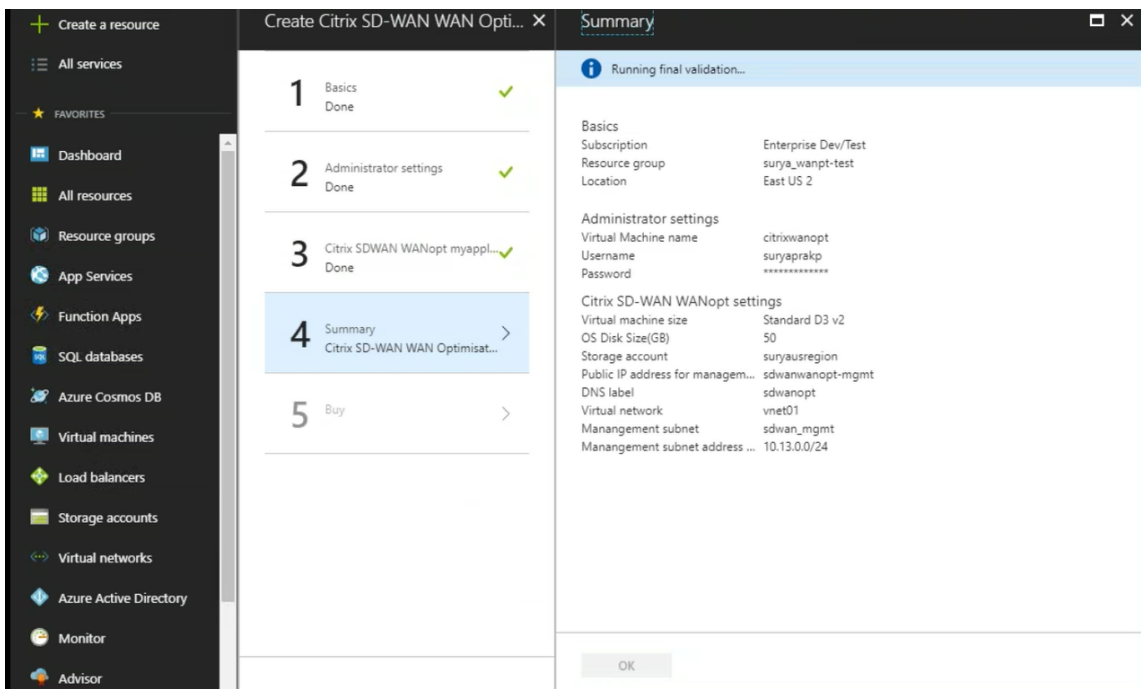 Create a resource
All services
FAVORITES
Dashboard
All resources
Resource groups
App Services
Function Apps
SQL databases
Azure Cosmos DB
Virtual machines
Load balancers
Storage accounts
Virtual networks
Azure Active Directory
Monitor
Advisor
Create Citrix SD-WAN WAN Opti...
1 Basics
Done
2 Administrator settings
Done
3 Citrix SDWAN WANopt myappl...
Done
4 Summary
Citrix SD-WAN WAN Optimisat...
5 Buy
Summary
Running final validation...
Basics
Subscription Enterprise Dev/Test
Resource group surya_wanpt-test
Location East US 2
Administrator settings
Virtual Machine name citrixwanopt
Username suryaprakp
Password *************
Citrix SD-WAN WANopt settings
Virtual machine size Standard D3 v2
OS Disk Size(GB) 50
Storage account suryausregion
Public IP address for managem... sdwanwanopt-mgmt
DNS label sdwanopt
Virtual network vnet01
Manangement subnet sdwan_mgmt
Manangement subnet address ... 10.13.0.0/24
OK